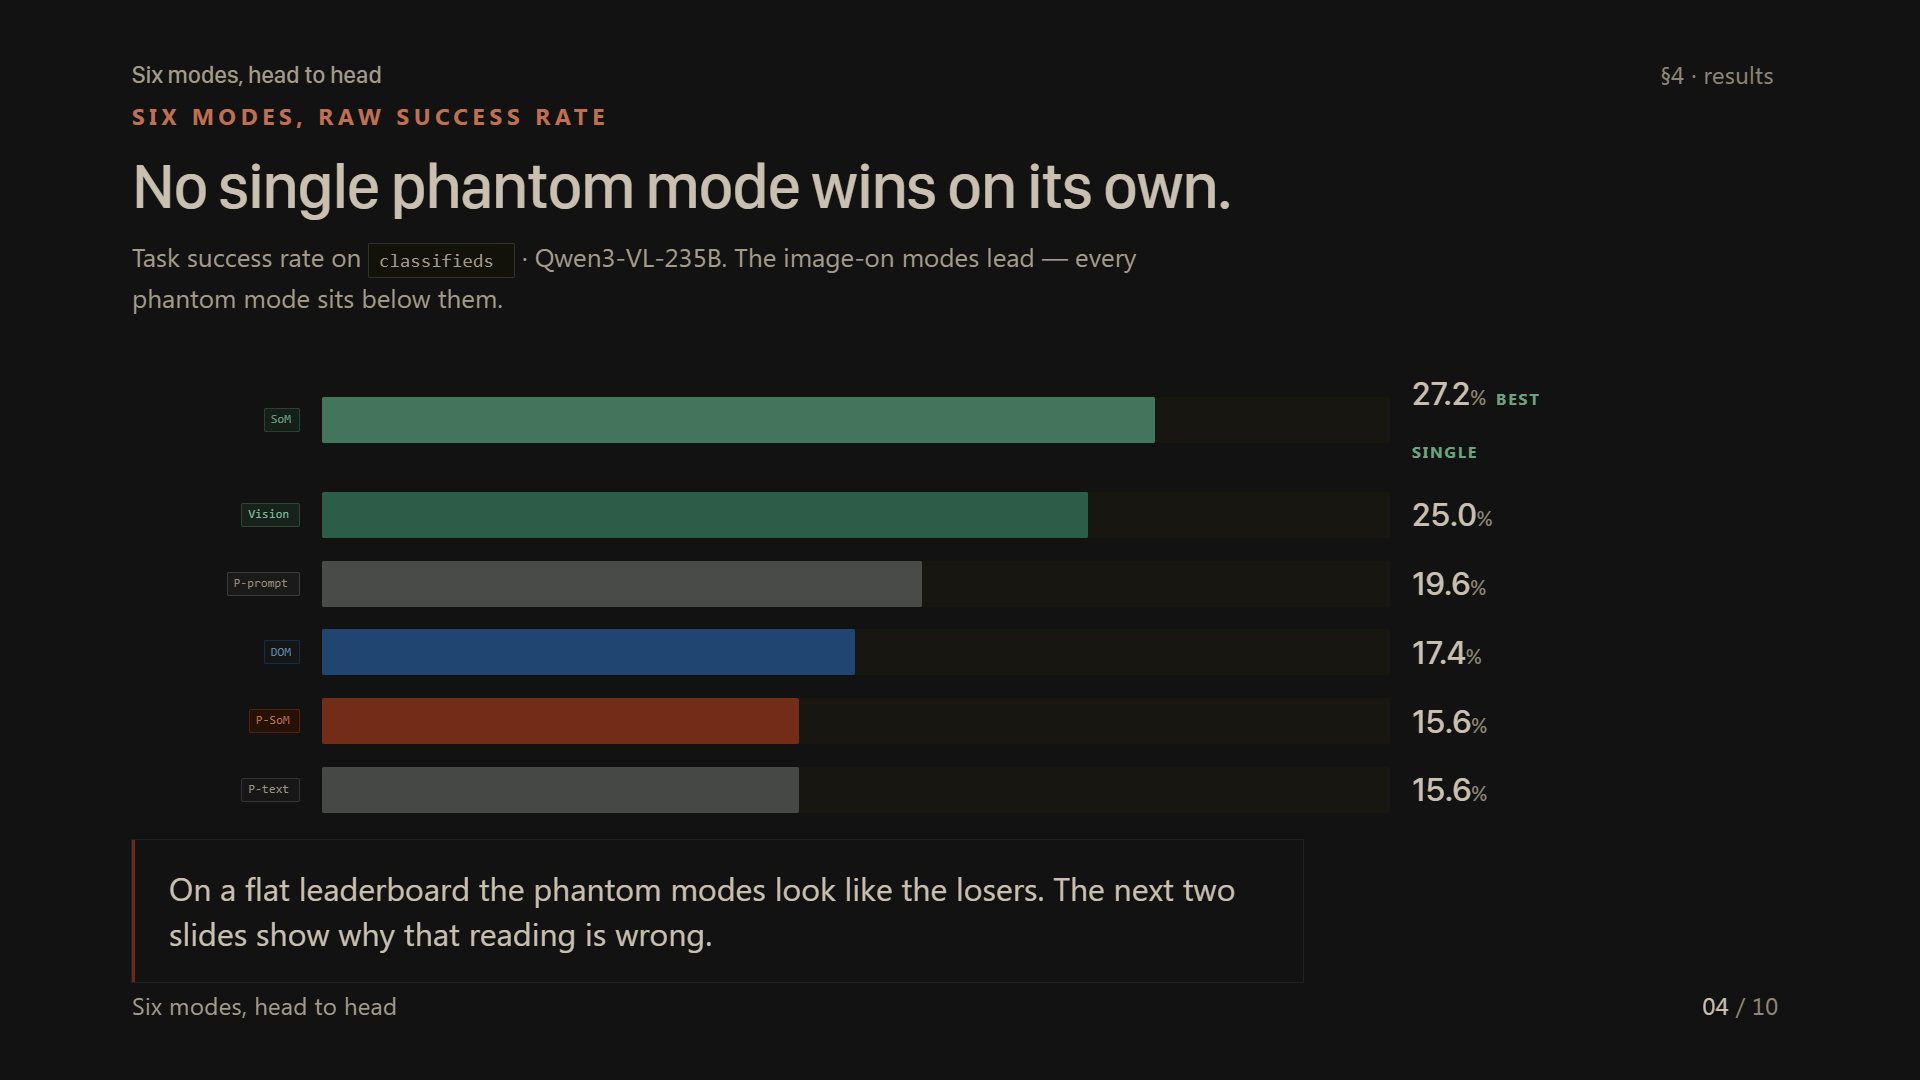 Six modes, head to head
§4 · results
SIX MODES, RAW SUCCESS RATE
No single phantom mode wins on its own.
Task success rate on classifieds · Qwen3-VL-235B. The image-on modes lead — every
phantom mode sits below them.
SoM
27.2% BEST
SINGLE
Vision
25.0%
P-prompt
19.6%
DOM
17.4%
P-SoM
15.6%
P-text
15.6%
On a flat leaderboard the phantom modes look like the losers. The next two
slides show why that reading is wrong.
Six modes, head to head
04 / 10